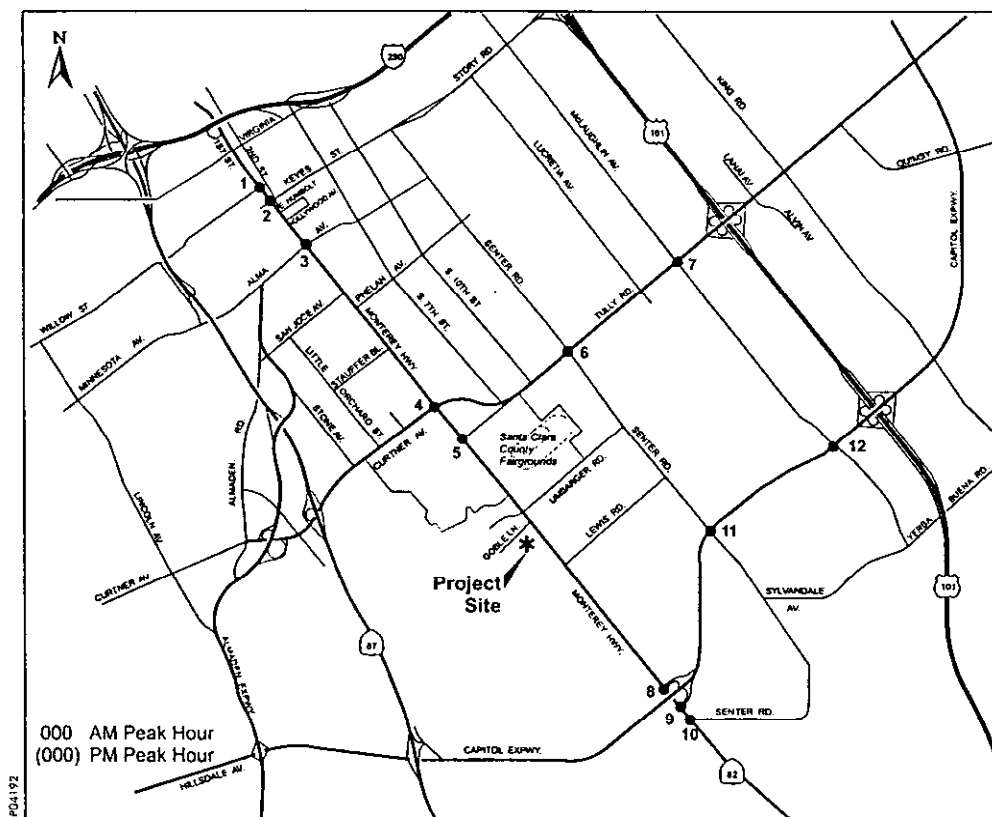 N
280
101
VIRGINIA
1ST ST.
2ND ST.
KEYES ST
STORY RD
E. HUMBOLT
HOLLYWOOD AV.
KING RD.
McLAUGHLIN AV.
LUCRETIA AV.
LANAI AV
ALVIN AV
QUIMBY RD.
CAPITOL EXPWY.
1
2
3
7
ALMA AV.
PHELAN AV.
SENTER RD.
S. 10TH ST
S. 7TH ST.
TULLY RD.
WILLOW ST
MINNESOTA AV.
SAN JOSE AV.
MONTEREY HWY
STAUFFER BL.
LITTLE ORCHARD ST.
STONE AV.
6
4
5
12
CURTNER AV.
Santa Clara
County
Fairgrounds
SENTER RD.
UMBARGER RD.
LEWIS RD.
ALMADEN RD
LINCOLN AV.
GOBLE LN.
11
YERBA BUENA RD.
Project
Site
CURTNER AV
SYLVANDALE AV.
101
MONTEREY HWY.
87
ALMADEN EXPWY.
8
9
10
SENTER RD.
000 AM Peak Hour
(000) PM Peak Hour
CAPITOL EXPWY.
HILLSDALE AV.
82
P04192